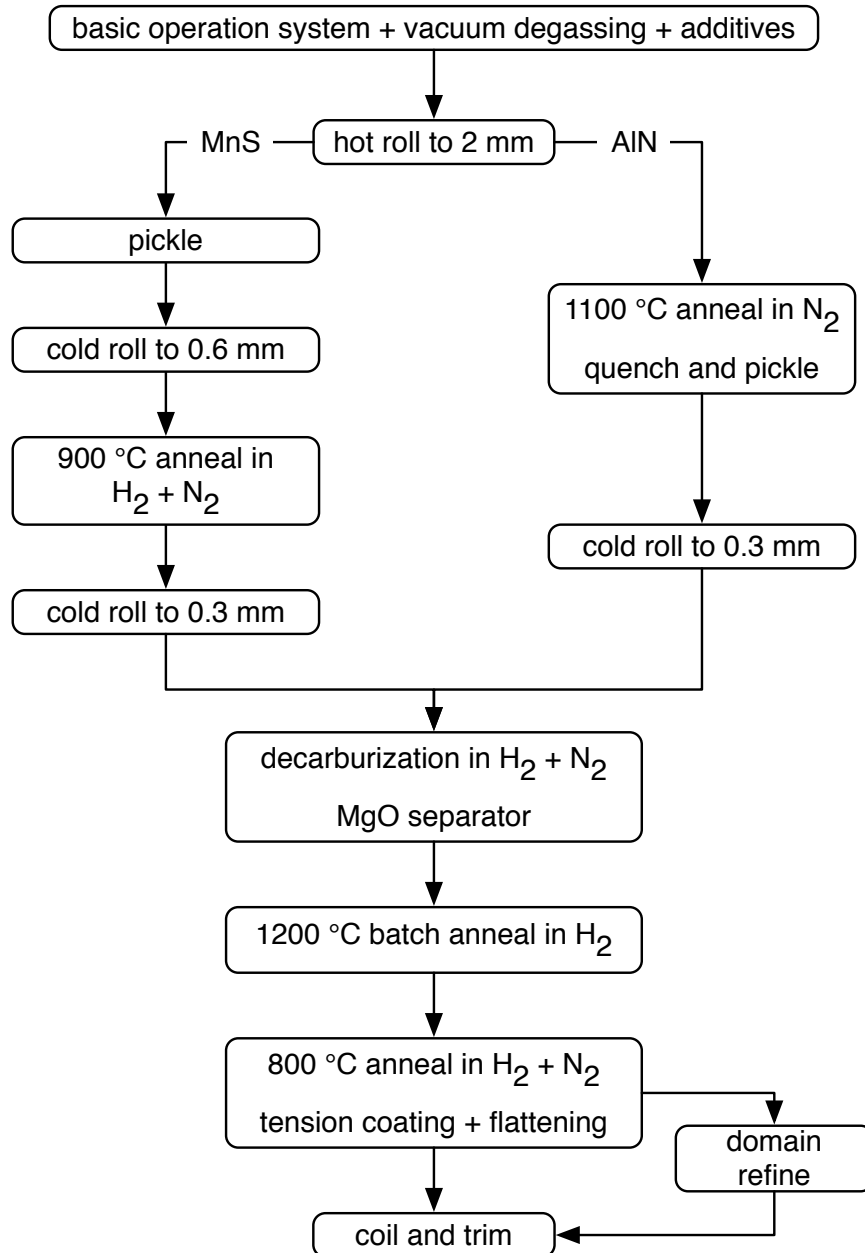 basic operation system + vacuum degassing + additives
MnS
hot roll to 2 mm
AlN
pickle
cold roll to 0.6 mm
900 °C anneal in
H2 + N2
cold roll to 0.3 mm
1100 °C anneal in N2
quench and pickle
cold roll to 0.3 mm
decarburization in H2 + N2
MgO separator
1200 °C batch anneal in H2
800 °C anneal in H2 + N2
tension coating + flattening
domain
refine
coil and trim